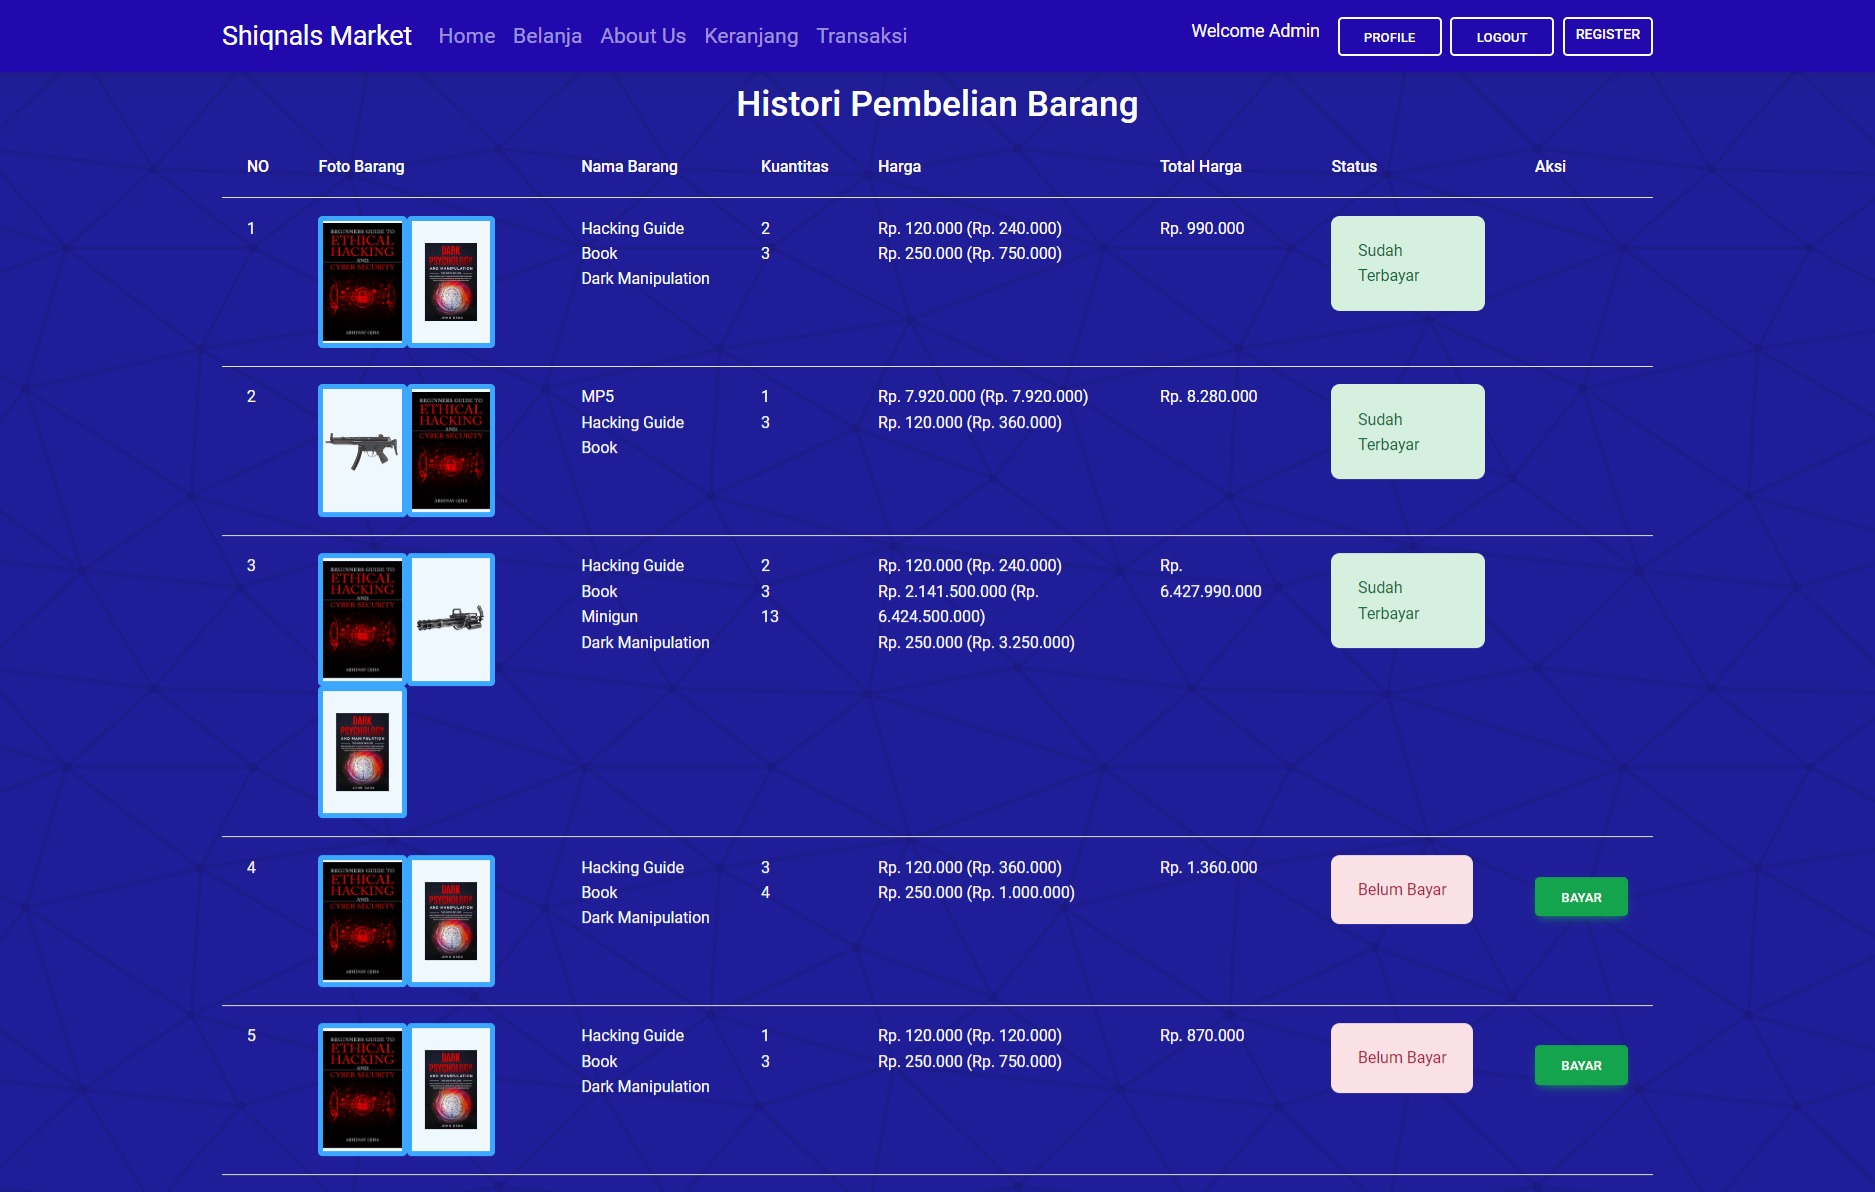 Shiqnals Market Home Belanja About Us Keranjang Transaksi Welcome Admin PROFILE LOGOUT REGISTER
Histori Pembelian Barang
NO Foto Barang Nama Barang Kuantitas Harga Total Harga Status Aksi
1
BEGINNERS GUIDE TO
ETHICAL
HACKING
AND
CYBER SECURITY
ABHINAV OJHA
DARK
PSYCHOLOGY
AND MANIPULATION
Hacking Guide 2 Rp. 120.000 (Rp. 240.000) Rp. 990.000
Book 3 Rp. 250.000 (Rp. 750.000)
Dark Manipulation
Sudah
Terbayar
2
BEGINNERS GUIDE TO
ETHICAL
HACKING
AND
CYBER SECURITY
ABHINAV OJHA
MP5 1 Rp. 7.920.000 (Rp. 7.920.000) Rp. 8.280.000
Hacking Guide 3 Rp. 120.000 (Rp. 360.000)
Book
Sudah
Terbayar
3
BEGINNERS GUIDE TO
ETHICAL
HACKING
AND
CYBER SECURITY
ABHINAV OJHA
DARK
PSYCHOLOGY
AND MANIPULATION
Hacking Guide 2 Rp. 120.000 (Rp. 240.000) Rp.
Book 3 Rp. 2.141.500.000 (Rp. 6.427.990.000
Minigun 13 6.424.500.000)
Dark Manipulation Rp. 250.000 (Rp. 3.250.000)
Sudah
Terbayar
4
BEGINNERS GUIDE TO
ETHICAL
HACKING
AND
CYBER SECURITY
ABHINAV OJHA
DARK
PSYCHOLOGY
AND MANIPULATION
Hacking Guide 3 Rp. 120.000 (Rp. 360.000) Rp. 1.360.000
Book 4 Rp. 250.000 (Rp. 1.000.000)
Dark Manipulation
Belum Bayar
BAYAR
5
BEGINNERS GUIDE TO
ETHICAL
HACKING
AND
CYBER SECURITY
ABHINAV OJHA
DARK
PSYCHOLOGY
AND MANIPULATION
Hacking Guide 1 Rp. 120.000 (Rp. 120.000) Rp. 870.000
Book 3 Rp. 250.000 (Rp. 750.000)
Dark Manipulation
Belum Bayar
BAYAR